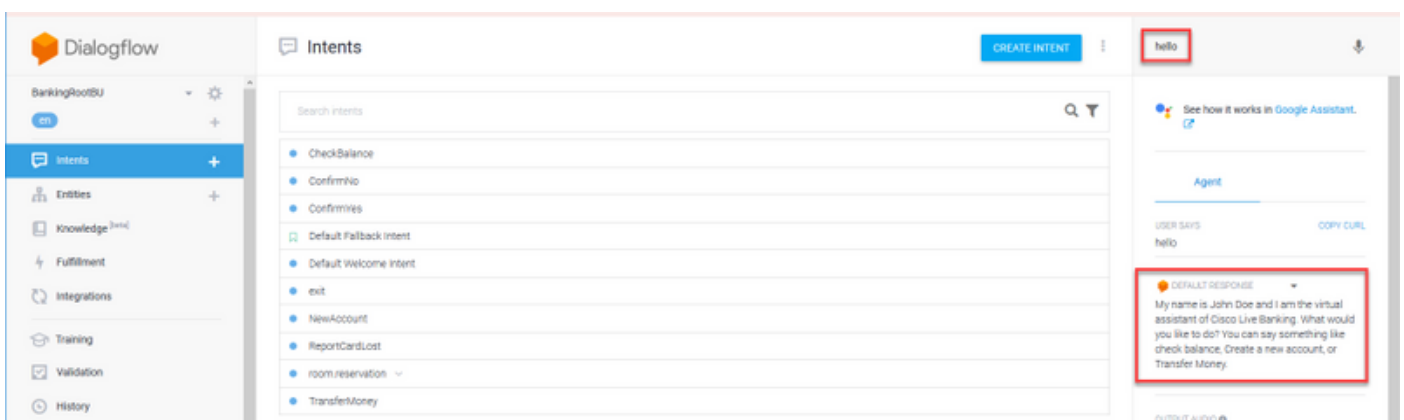 Dialogflow
BankingRootBU
en
Intents
Entities
Knowledge [beta]
Fulfillment
Integrations
Training
Validation
History
Intents
CREATE INTENT
Search intents
CheckBalance
ConfirmNo
ConfirmYes
Default Fallback Intent
Default Welcome Intent
exit
NewAccount
ReportCardLost
room.reservation
TransferMoney
hello
See how it works in Google Assistant.
Agent
USER SAYS COPY CURL
hello
DEFAULT RESPONSE
My name is John Doe and I am the virtual
assistant of Cisco Live Banking. What would
you like to do? You can say something like
check balance, Create a new account, or
Transfer Money.
OUTPUT AUDIO